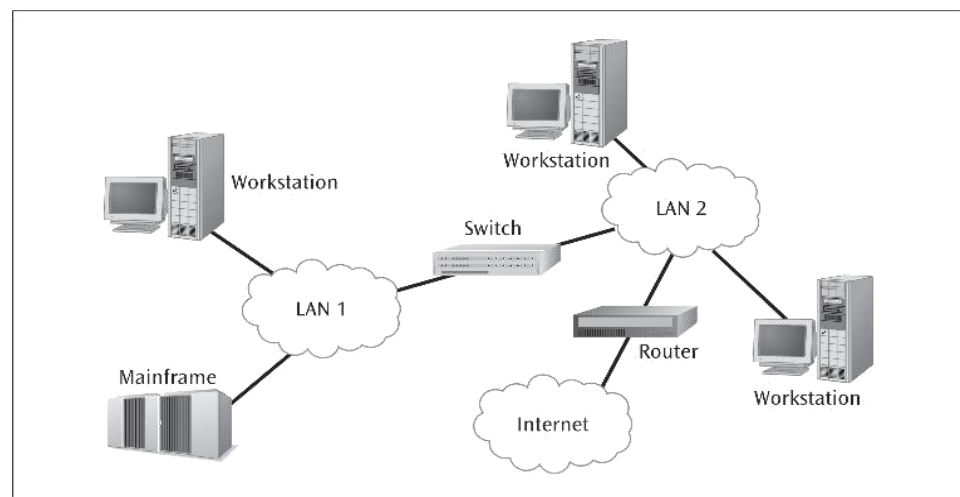 Workstation
Workstation
LAN 2
Switch
LAN 1
Router
Mainframe
Workstation
Internet